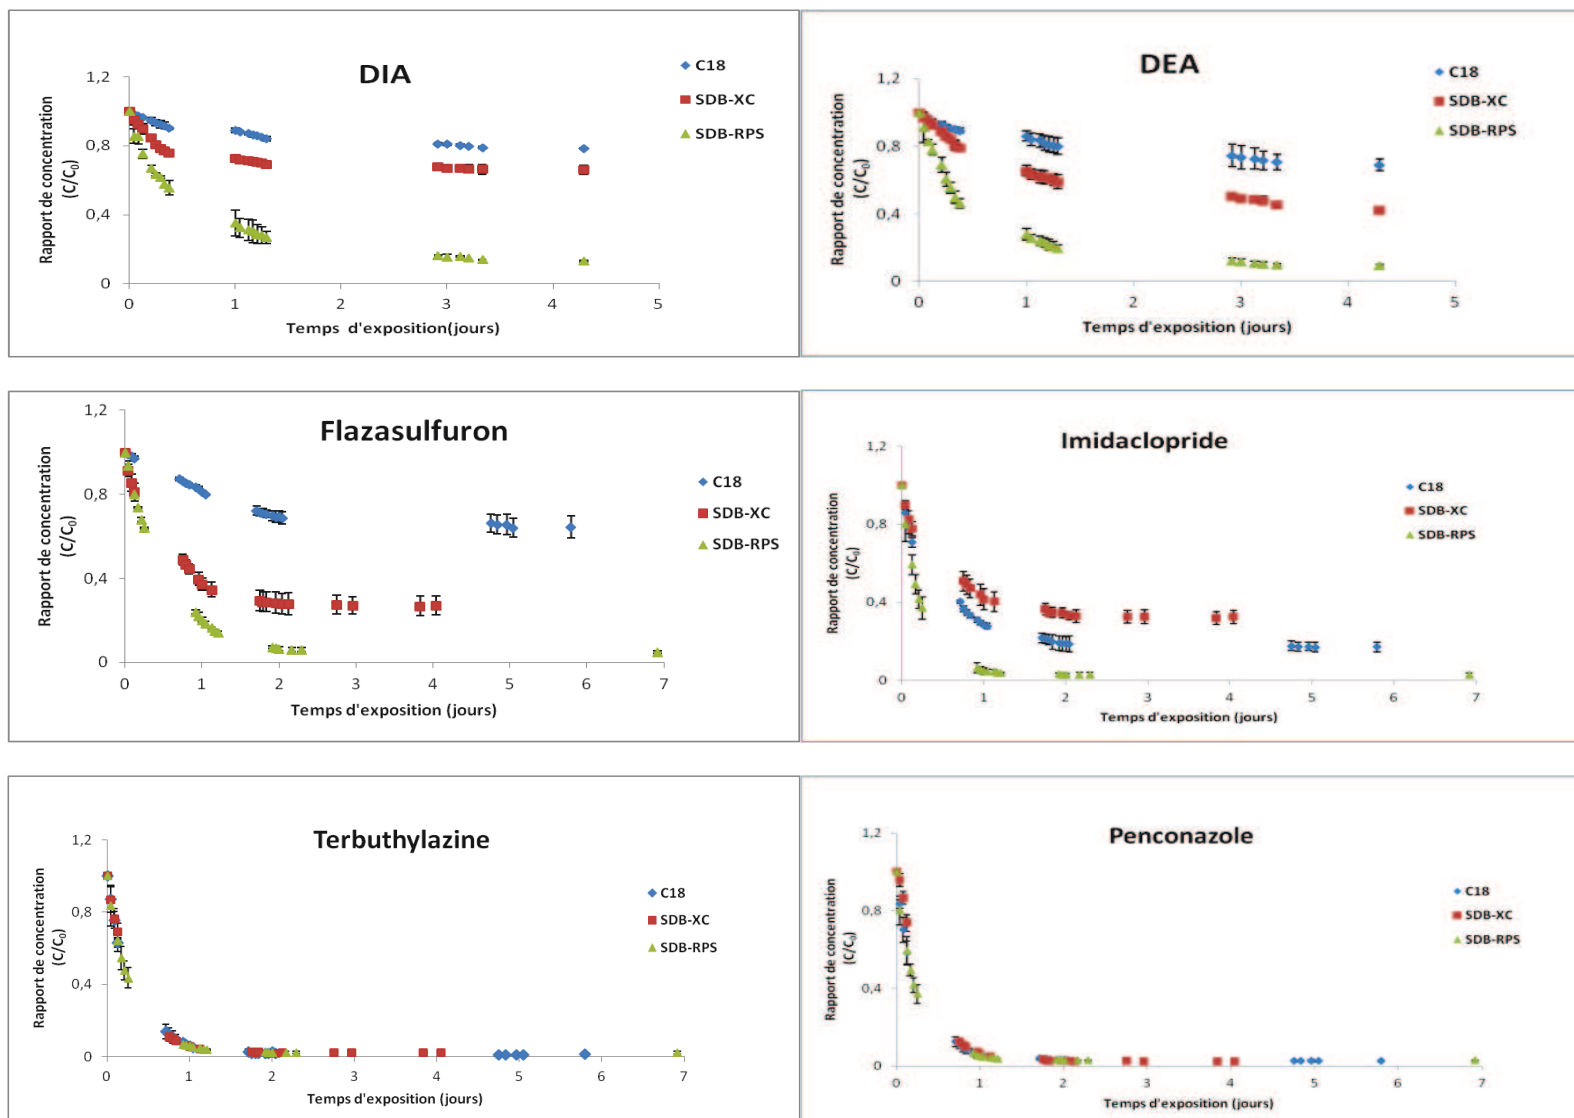 DIA
C18
SDB-XC
SDB-RPS
Rapport de concentration
(C/C₀)
1,2
0,8
0,4
0
0 1 2 3 4 5
Temps d'exposition(jours)
DEA
C18
SDB-XC
SDB-RPS
Rapport de concentration
(C/C₀)
1,2
0,8
0,4
0
0 1 2 3 4 5
Temps d'exposition (jours)
Flazasulfuron
C18
SDB-XC
SDB-RPS
Rapport de concentration
(C/C₀)
1,2
0,8
0,4
0
0 1 2 3 4 5 6 7
Temps d'exposition (jours)
Imidaclopride
C18
SDB-XC
SDB-RPS
Rapport de concentration
(C/C₀)
1,2
0,8
0,4
0
0 1 2 3 4 5 6 7
Temps d'exposition (jours)
Terbuthylazine
C18
SDB-XC
SDB-RPS
Rapport de concentration
(C/C₀)
1,2
0,8
0,4
0
0 1 2 3 4 5 6 7
Temps d'exposition (jours)
Penconazole
C18
SDB-XC
SDB-RPS
Rapport de concentration
(C/C₀)
1,2
0,8
0,4
0
0 1 2 3 4 5 6 7
Temps d'exposition (jours)